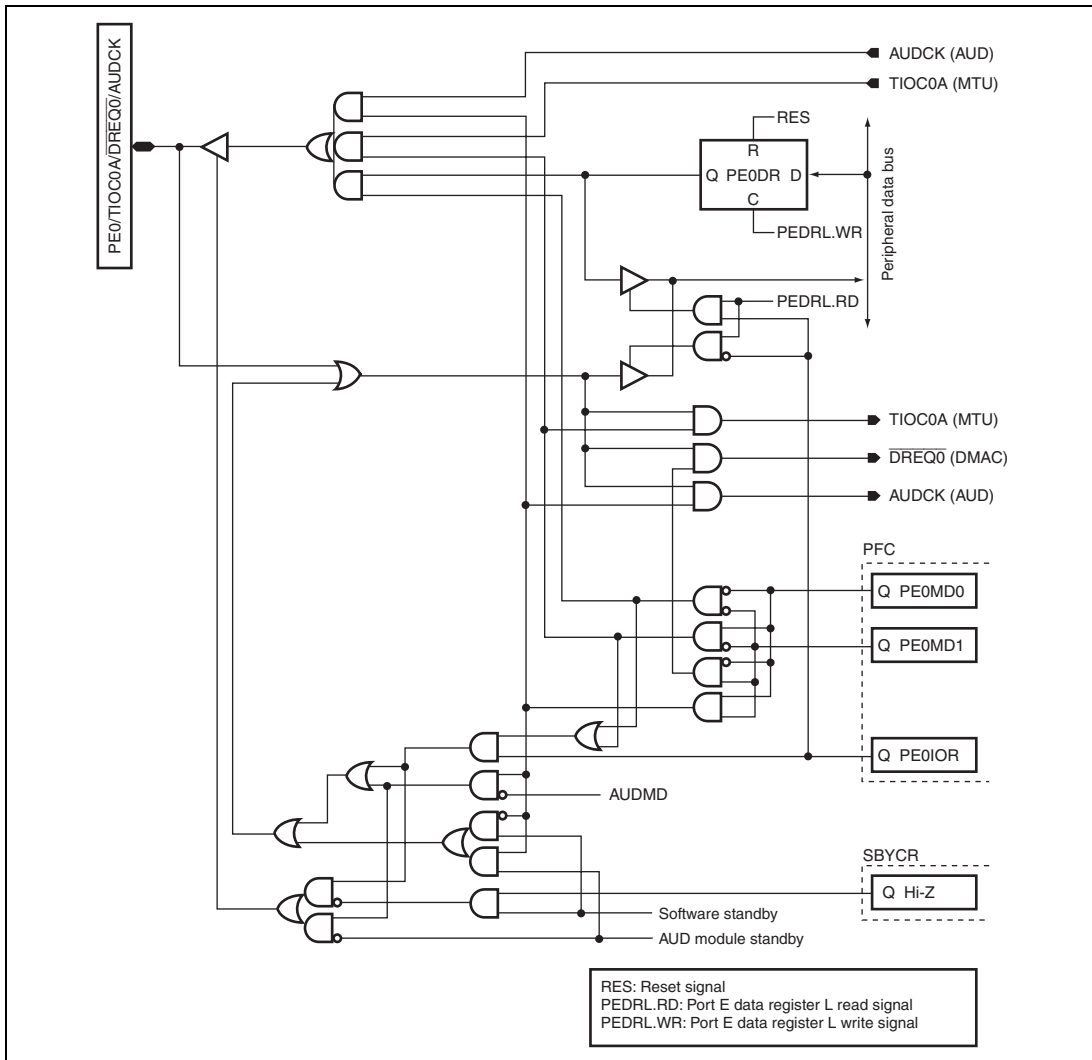 AUDCK (AUD)
TIOC0A (MTU)
PE0/TIOC0A/DREQ0/AUDCK
RES
R
Q PE0DR D
C
PEDRL.WR
Peripheral data bus
PEDRL.RD
TIOC0A (MTU)
DREQ0 (DMAC)
AUDCK (AUD)
PFC
Q PE0MD0
Q PE0MD1
Q PE0IOR
AUDMD
SBYCR
Q Hi-Z
Software standby
AUD module standby
RES: Reset signal
PEDRL.RD: Port E data register L read signal
PEDRL.WR: Port E data register L write signal